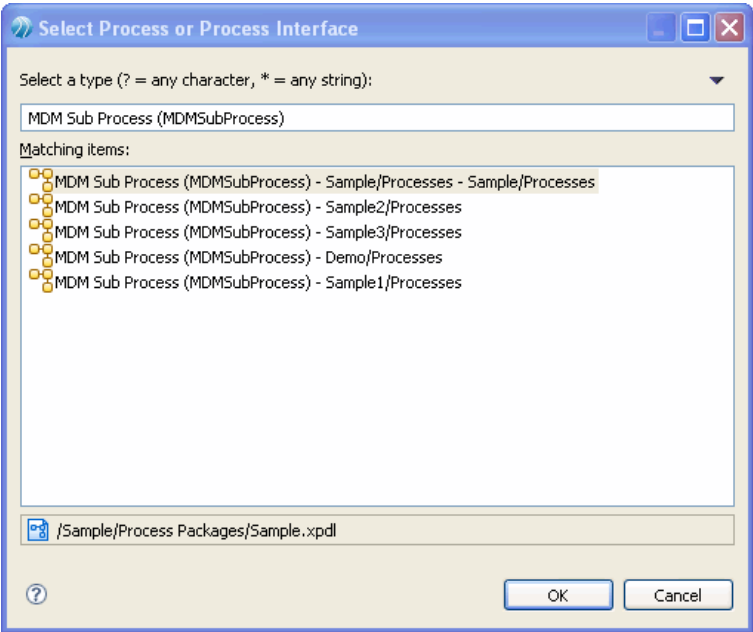 Select Process or Process Interface
Select a type (? = any character, * = any string):
MDM Sub Process (MDMSubProcess)
Matching items:
MDM Sub Process (MDMSubProcess) - Sample/Processes - Sample/Processes
MDM Sub Process (MDMSubProcess) - Sample2/Processes
MDM Sub Process (MDMSubProcess) - Sample3/Processes
MDM Sub Process (MDMSubProcess) - Demo/Processes
MDM Sub Process (MDMSubProcess) - Sample1/Processes
/Sample/Process Packages/Sample.xpdl
OK Cancel